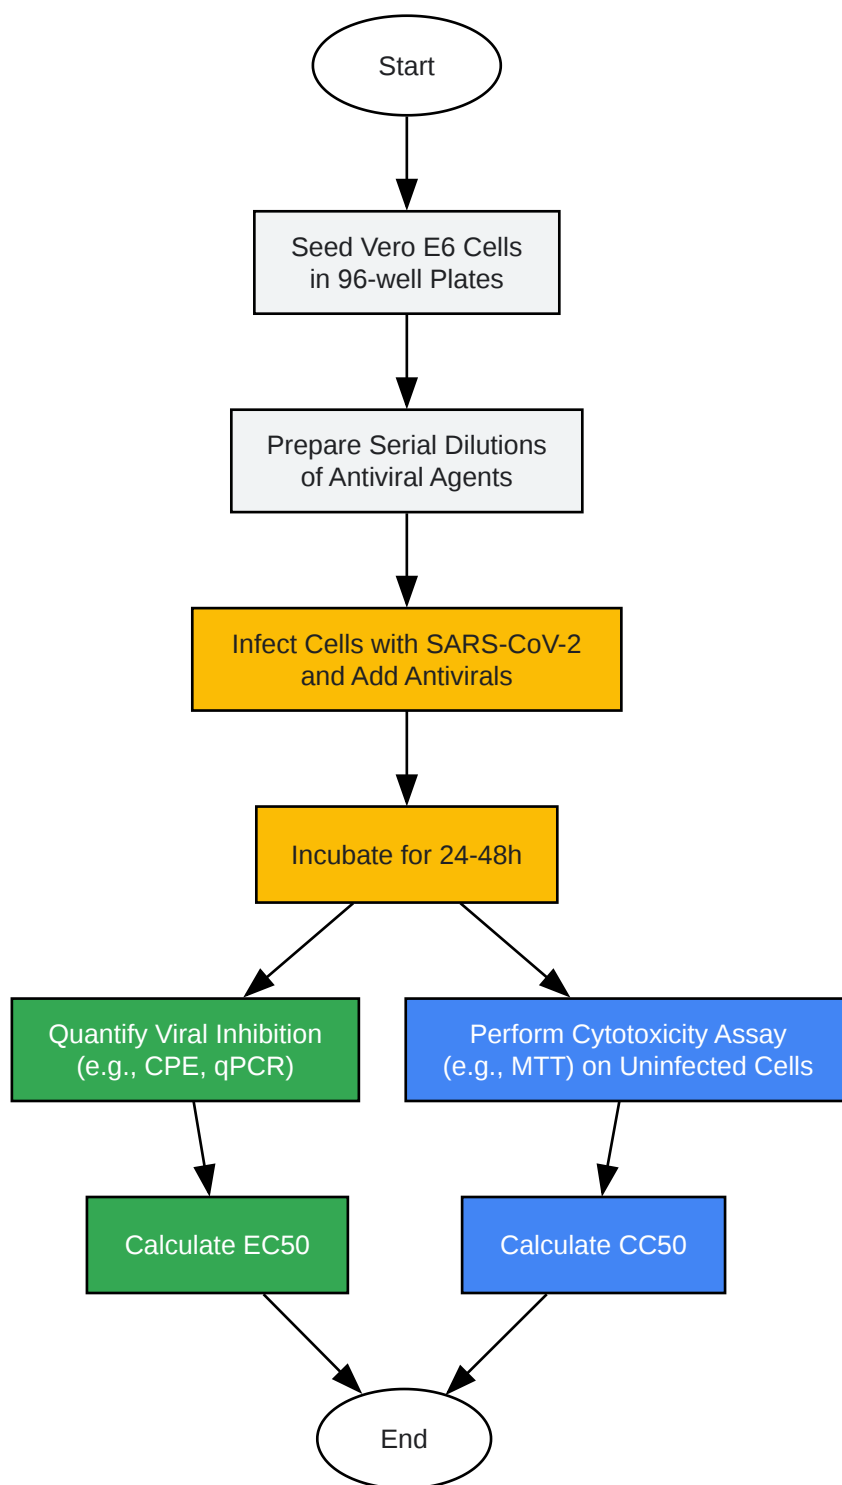 Start
Seed Vero E6 Cells
in 96-well Plates
Prepare Serial Dilutions
of Antiviral Agents
Infect Cells with SARS-CoV-2
and Add Antivirals
Incubate for 24-48h
Quantify Viral Inhibition
(e.g., CPE, qPCR)
Perform Cytotoxicity Assay
(e.g., MTT) on Uninfected Cells
Calculate EC50
Calculate CC50
End